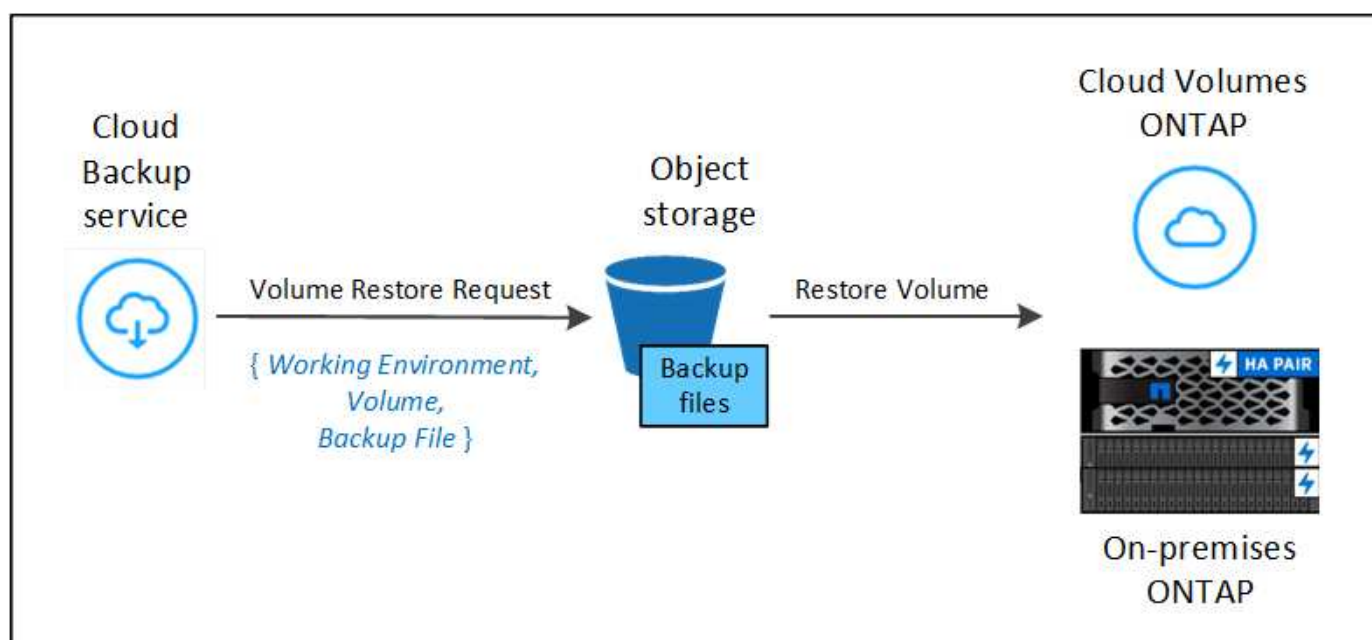 Cloud
Backup
service
Volume Restore Request
{ Working Environment,
Volume,
Backup File }
Object
storage
Backup
files
Restore Volume
Cloud Volumes
ONTAP
HA PAIR
On-premises
ONTAP